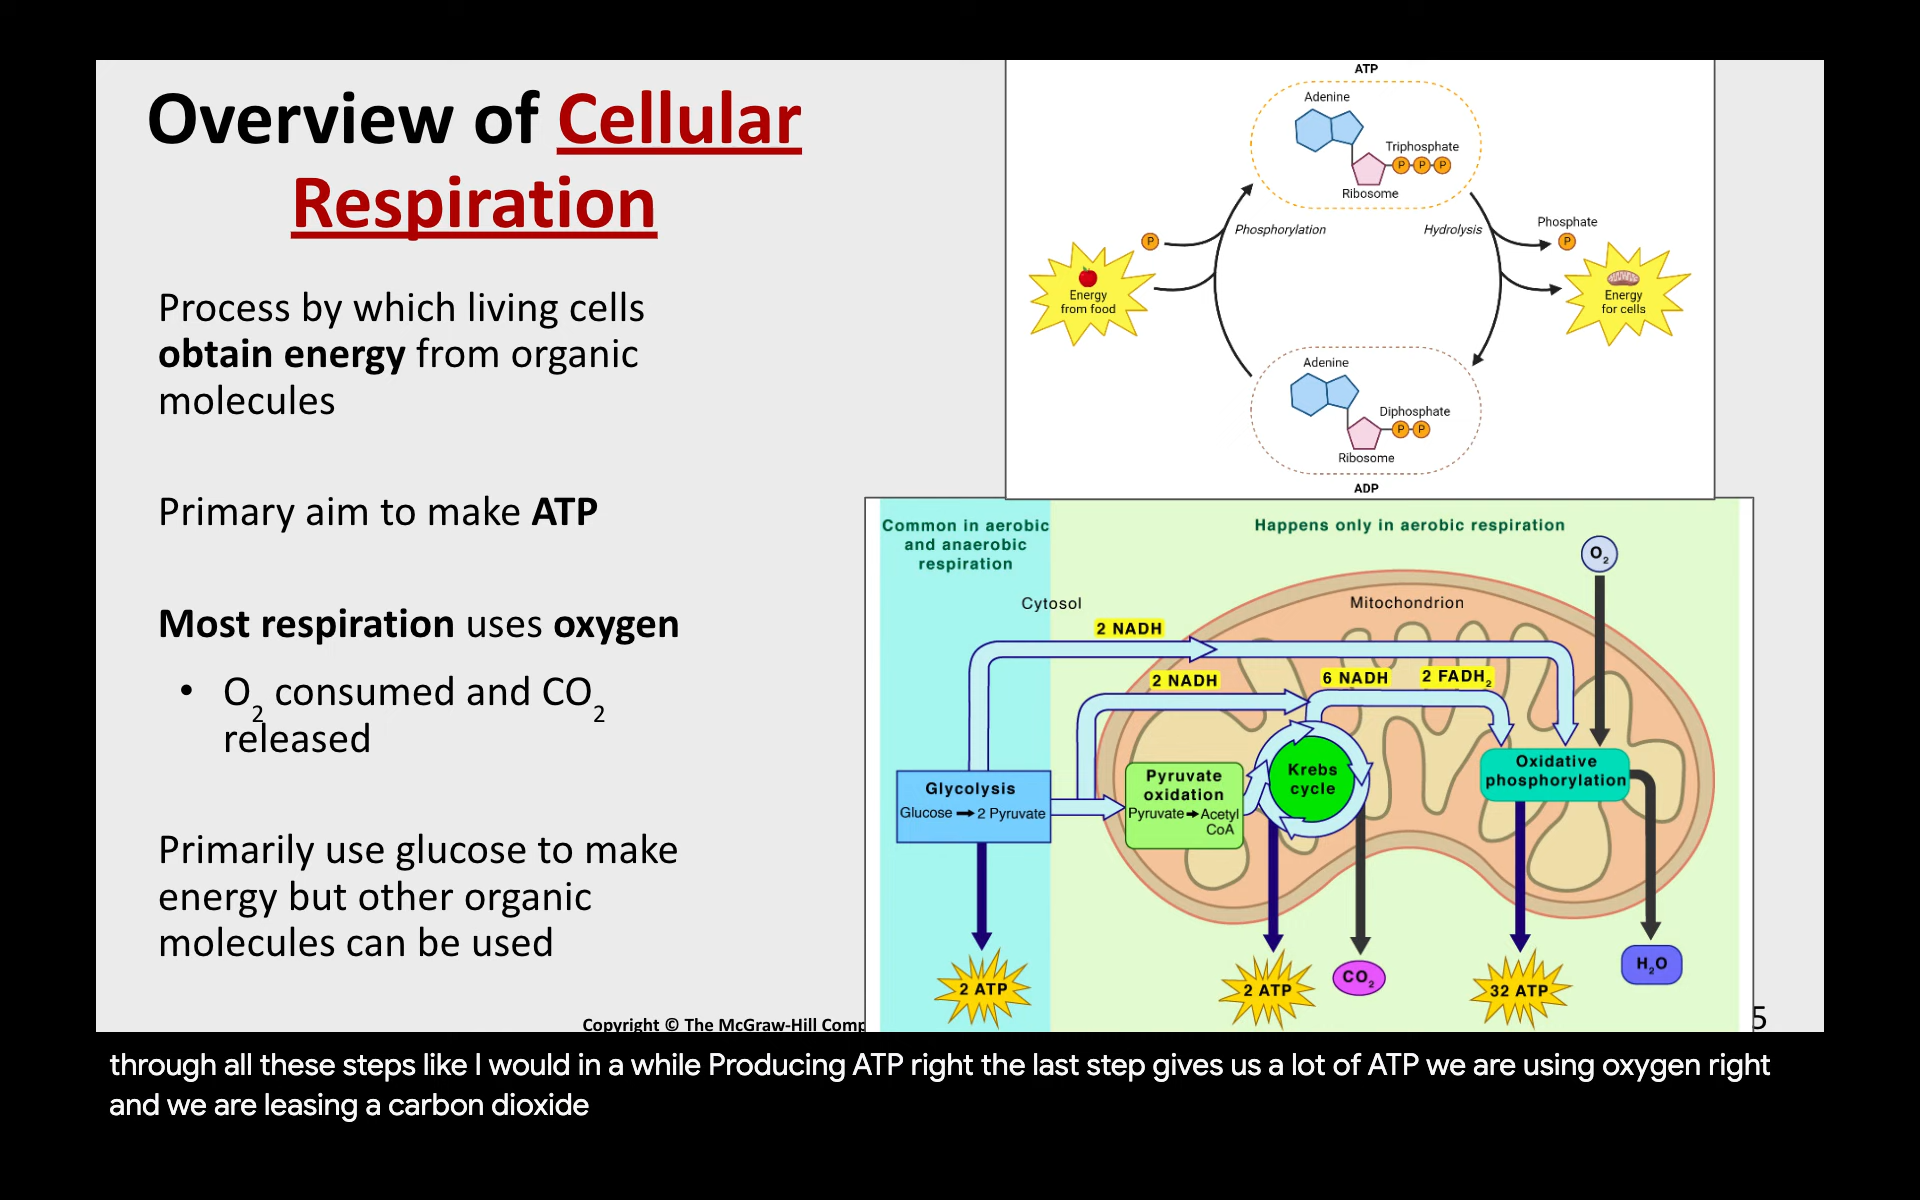 Overview of Cellular
Respiration
Process by which living cells
obtain energy from organic
molecules
Primary aim to make ATP
Most respiration uses oxygen
• O2 consumed and CO2
released
Primarily use glucose to make
energy but other organic
molecules can be used
Copyright © The McGraw-Hill Comp
5
ATP
Adenine
Triphosphate
P P P
Ribosome
Phosphorylation
Hydrolysis
P
Phosphate
P
Energy
from food
Energy
for cells
Adenine
Diphosphate
P P
Ribosome
ADP
Common in aerobic
and anaerobic
respiration
Happens only in aerobic respiration
O2
Cytosol
Mitochondrion
2 NADH
2 NADH
6 NADH
2 FADH2
Glycolysis
Glucose → 2 Pyruvate
Pyruvate
oxidation
Pyruvate → Acetyl
CoA
Krebs
cycle
Oxidative
phosphorylation
2 ATP
2 ATP
CO2
32 ATP
H2O
through all these steps like I would in a while Producing ATP right the last step gives us a lot of ATP we are using oxygen right
and we are leasing a carbon dioxide